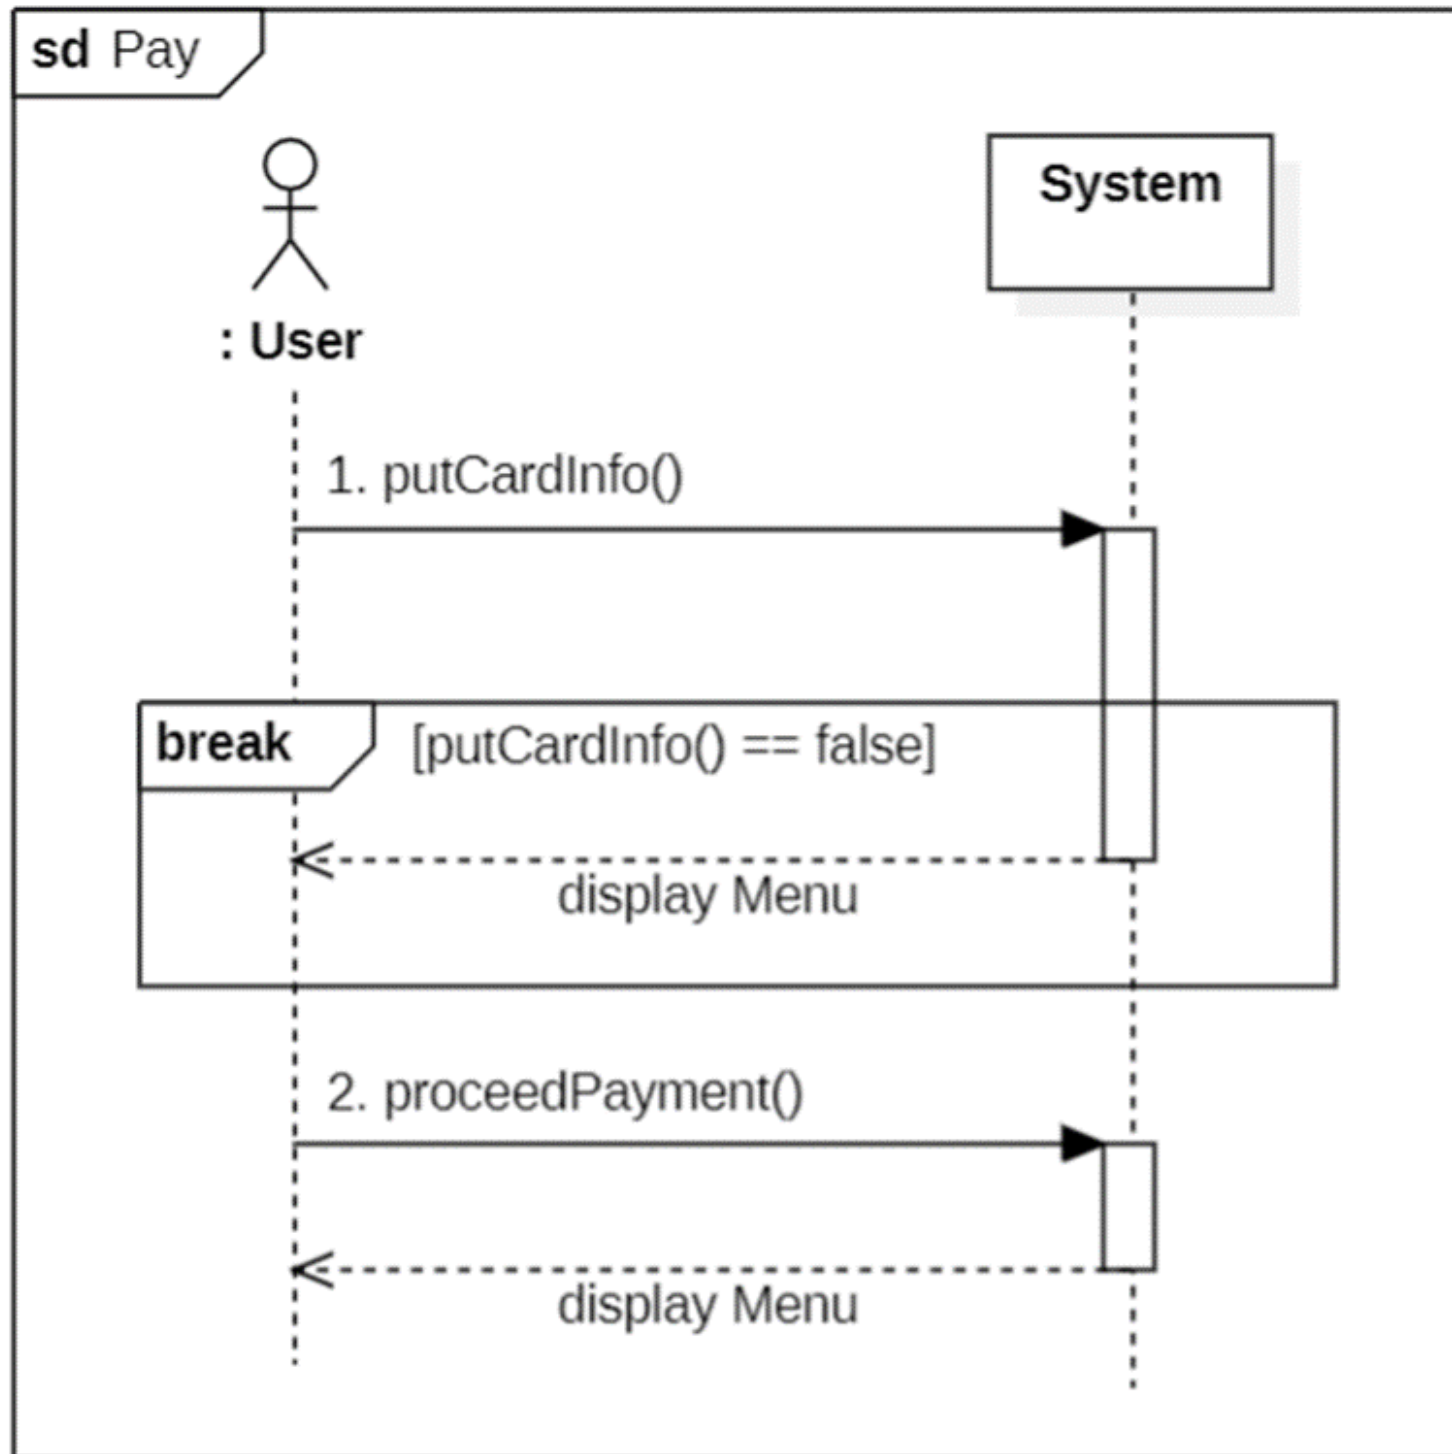 sd Pay
System
: User
1. putCardInfo()
break [putCardInfo() == false]
display Menu
2. proceedPayment()
display Menu